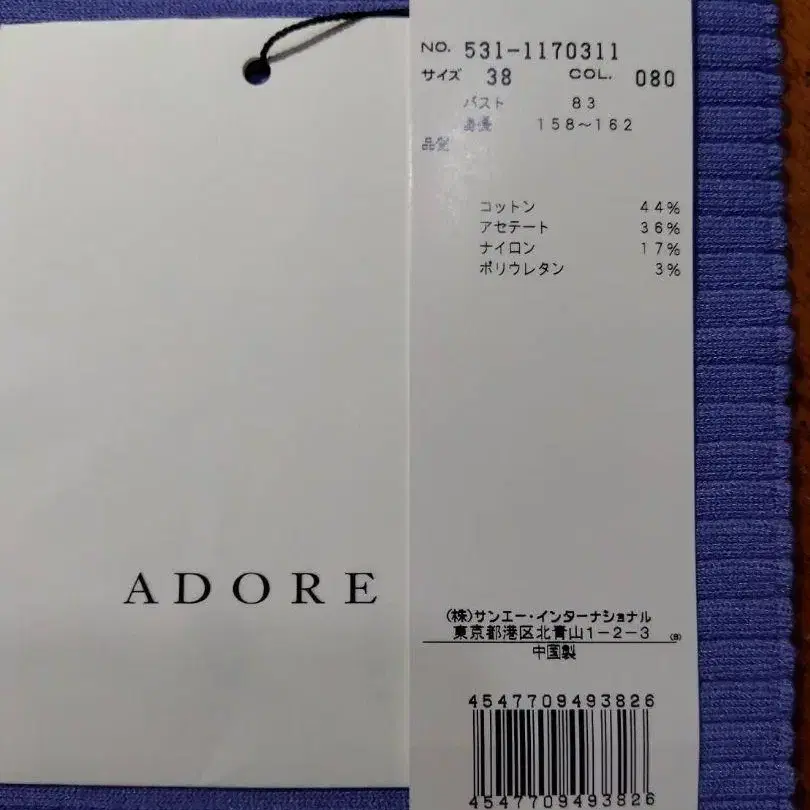 ADORE
NO. 531-1170311
サイズ 38 COL. 080
バスト 83
身長 158～162
品質
コットン 44%
アセテート 36%
ナイロン 17%
ポリウレタン 3%
(株)サンエー・インターナショナル
東京都港区北青山1-2-3
中国製
4547709493826
4547709493826